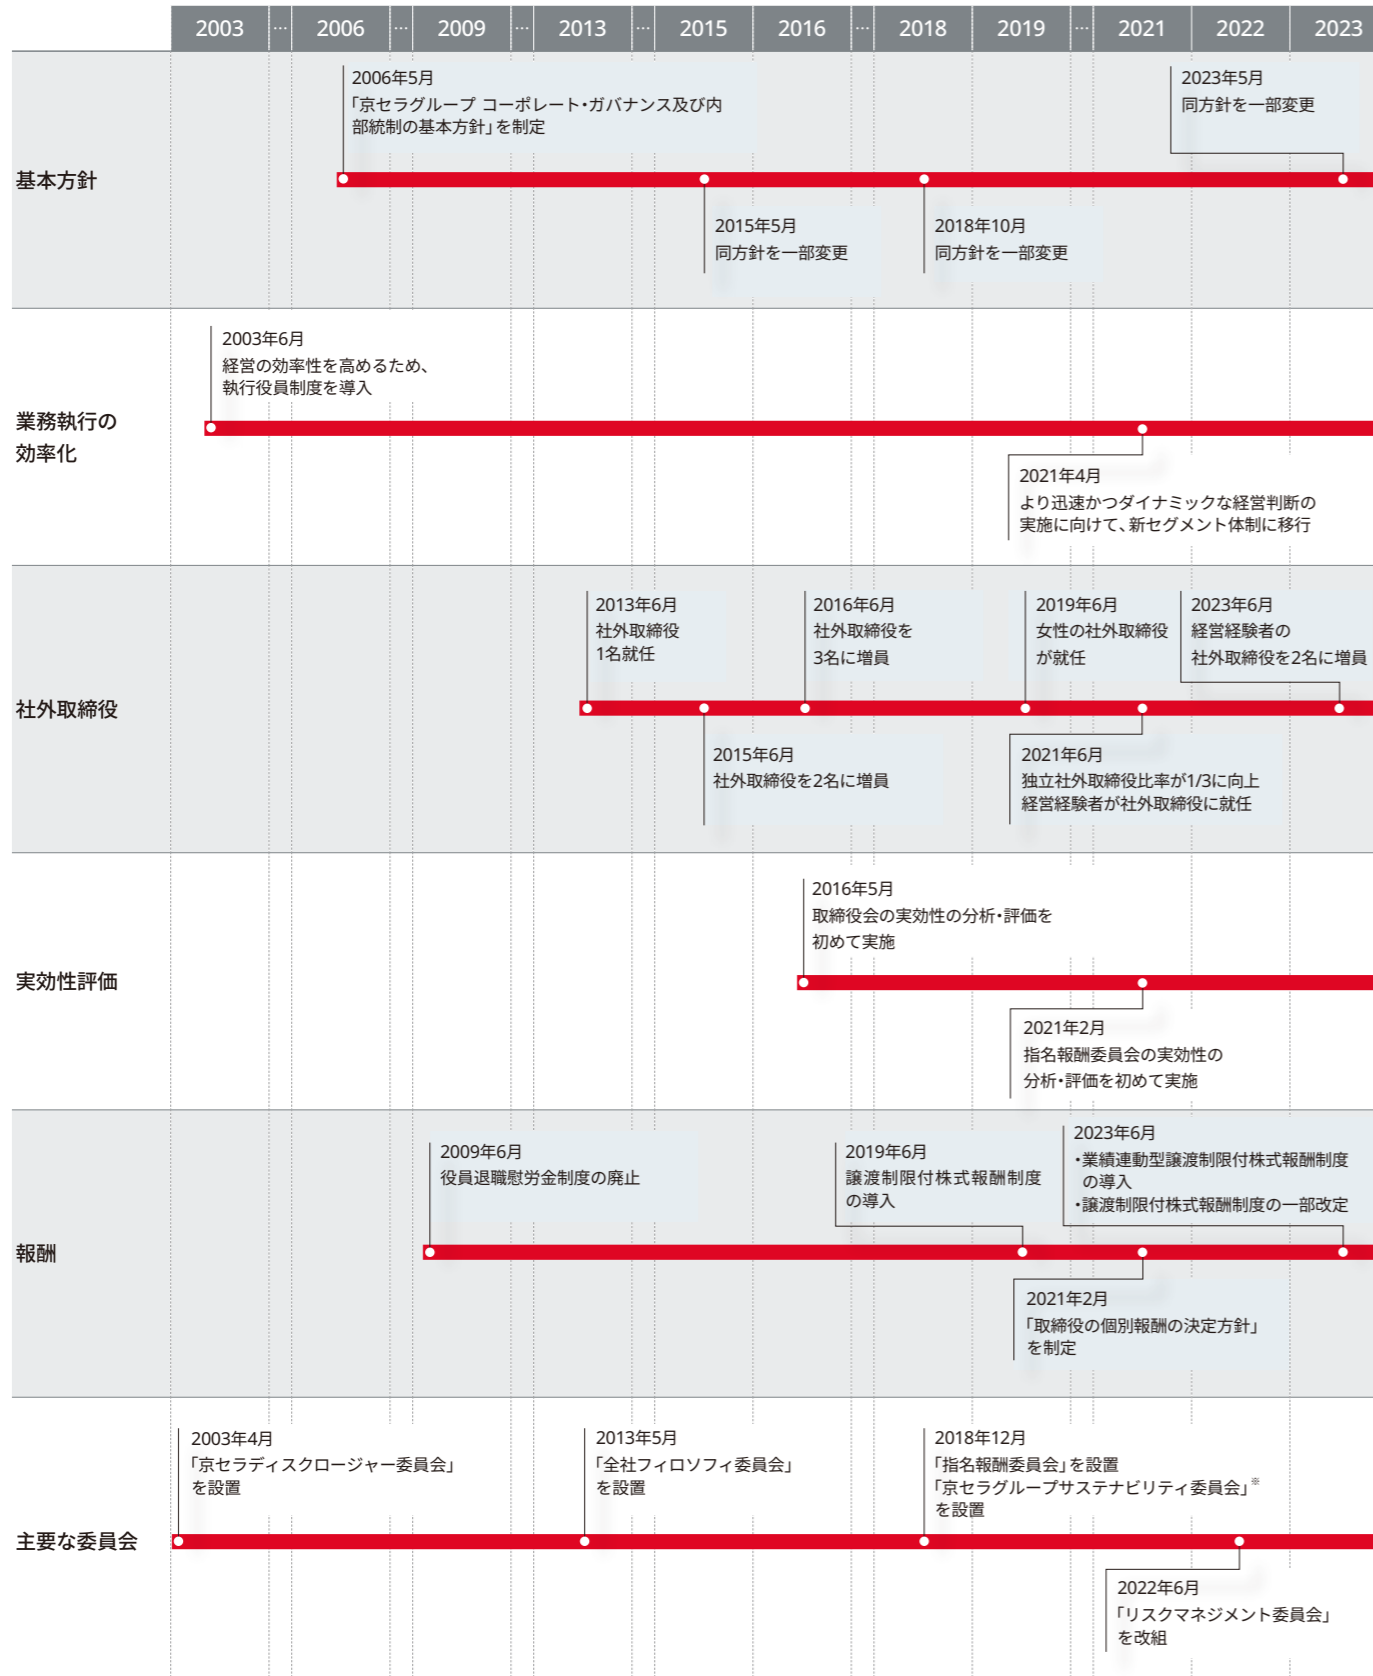 2003 … 2006 … 2009 … 2013 … 2015 2016 … 2018 2019 … 2021 2022 2023
基本方針
2006年5月
「京セラグループ コーポレート・ガバナンス及び内
部統制の基本方針」を制定
2023年5月
同方針を一部変更
2015年5月
同方針を一部変更
2018年10月
同方針を一部変更
業務執行の
効率化
2003年6月
経営の効率性を高めるため、
執行役員制度を導入
2021年4月
より迅速かつダイナミックな経営判断の
実施に向けて、新セグメント体制に移行
社外取締役
2013年6月
社外取締役
1名就任
2016年6月
社外取締役を
3名に増員
2019年6月
女性の社外取締役
が就任
2023年6月
経営経験者の
社外取締役を2名に増員
2015年6月
社外取締役を2名に増員
2021年6月
独立社外取締役比率が1/3に向上
経営経験者が社外取締役に就任
実効性評価
2016年5月
取締役会の実効性の分析・評価を
初めて実施
2021年2月
指名報酬委員会の実効性の
分析・評価を初めて実施
報酬
2009年6月
役員退職慰労金制度の廃止
2019年6月
譲渡制限付株式報酬制度
の導入
2023年6月
・業績連動型譲渡制限付株式報酬制度
の導入
・譲渡制限付株式報酬制度の一部改定
2021年2月
「取締役の個別報酬の決定方針」
を制定
主要な委員会
2003年4月
「京セラディスクロージャー委員会」
を設置
2013年5月
「全社フィロソフィ委員会」
を設置
2018年12月
「指名報酬委員会」を設置
「京セラグループサステナビリティ委員会」※
を設置
2022年6月
「リスクマネジメント委員会」
を改組